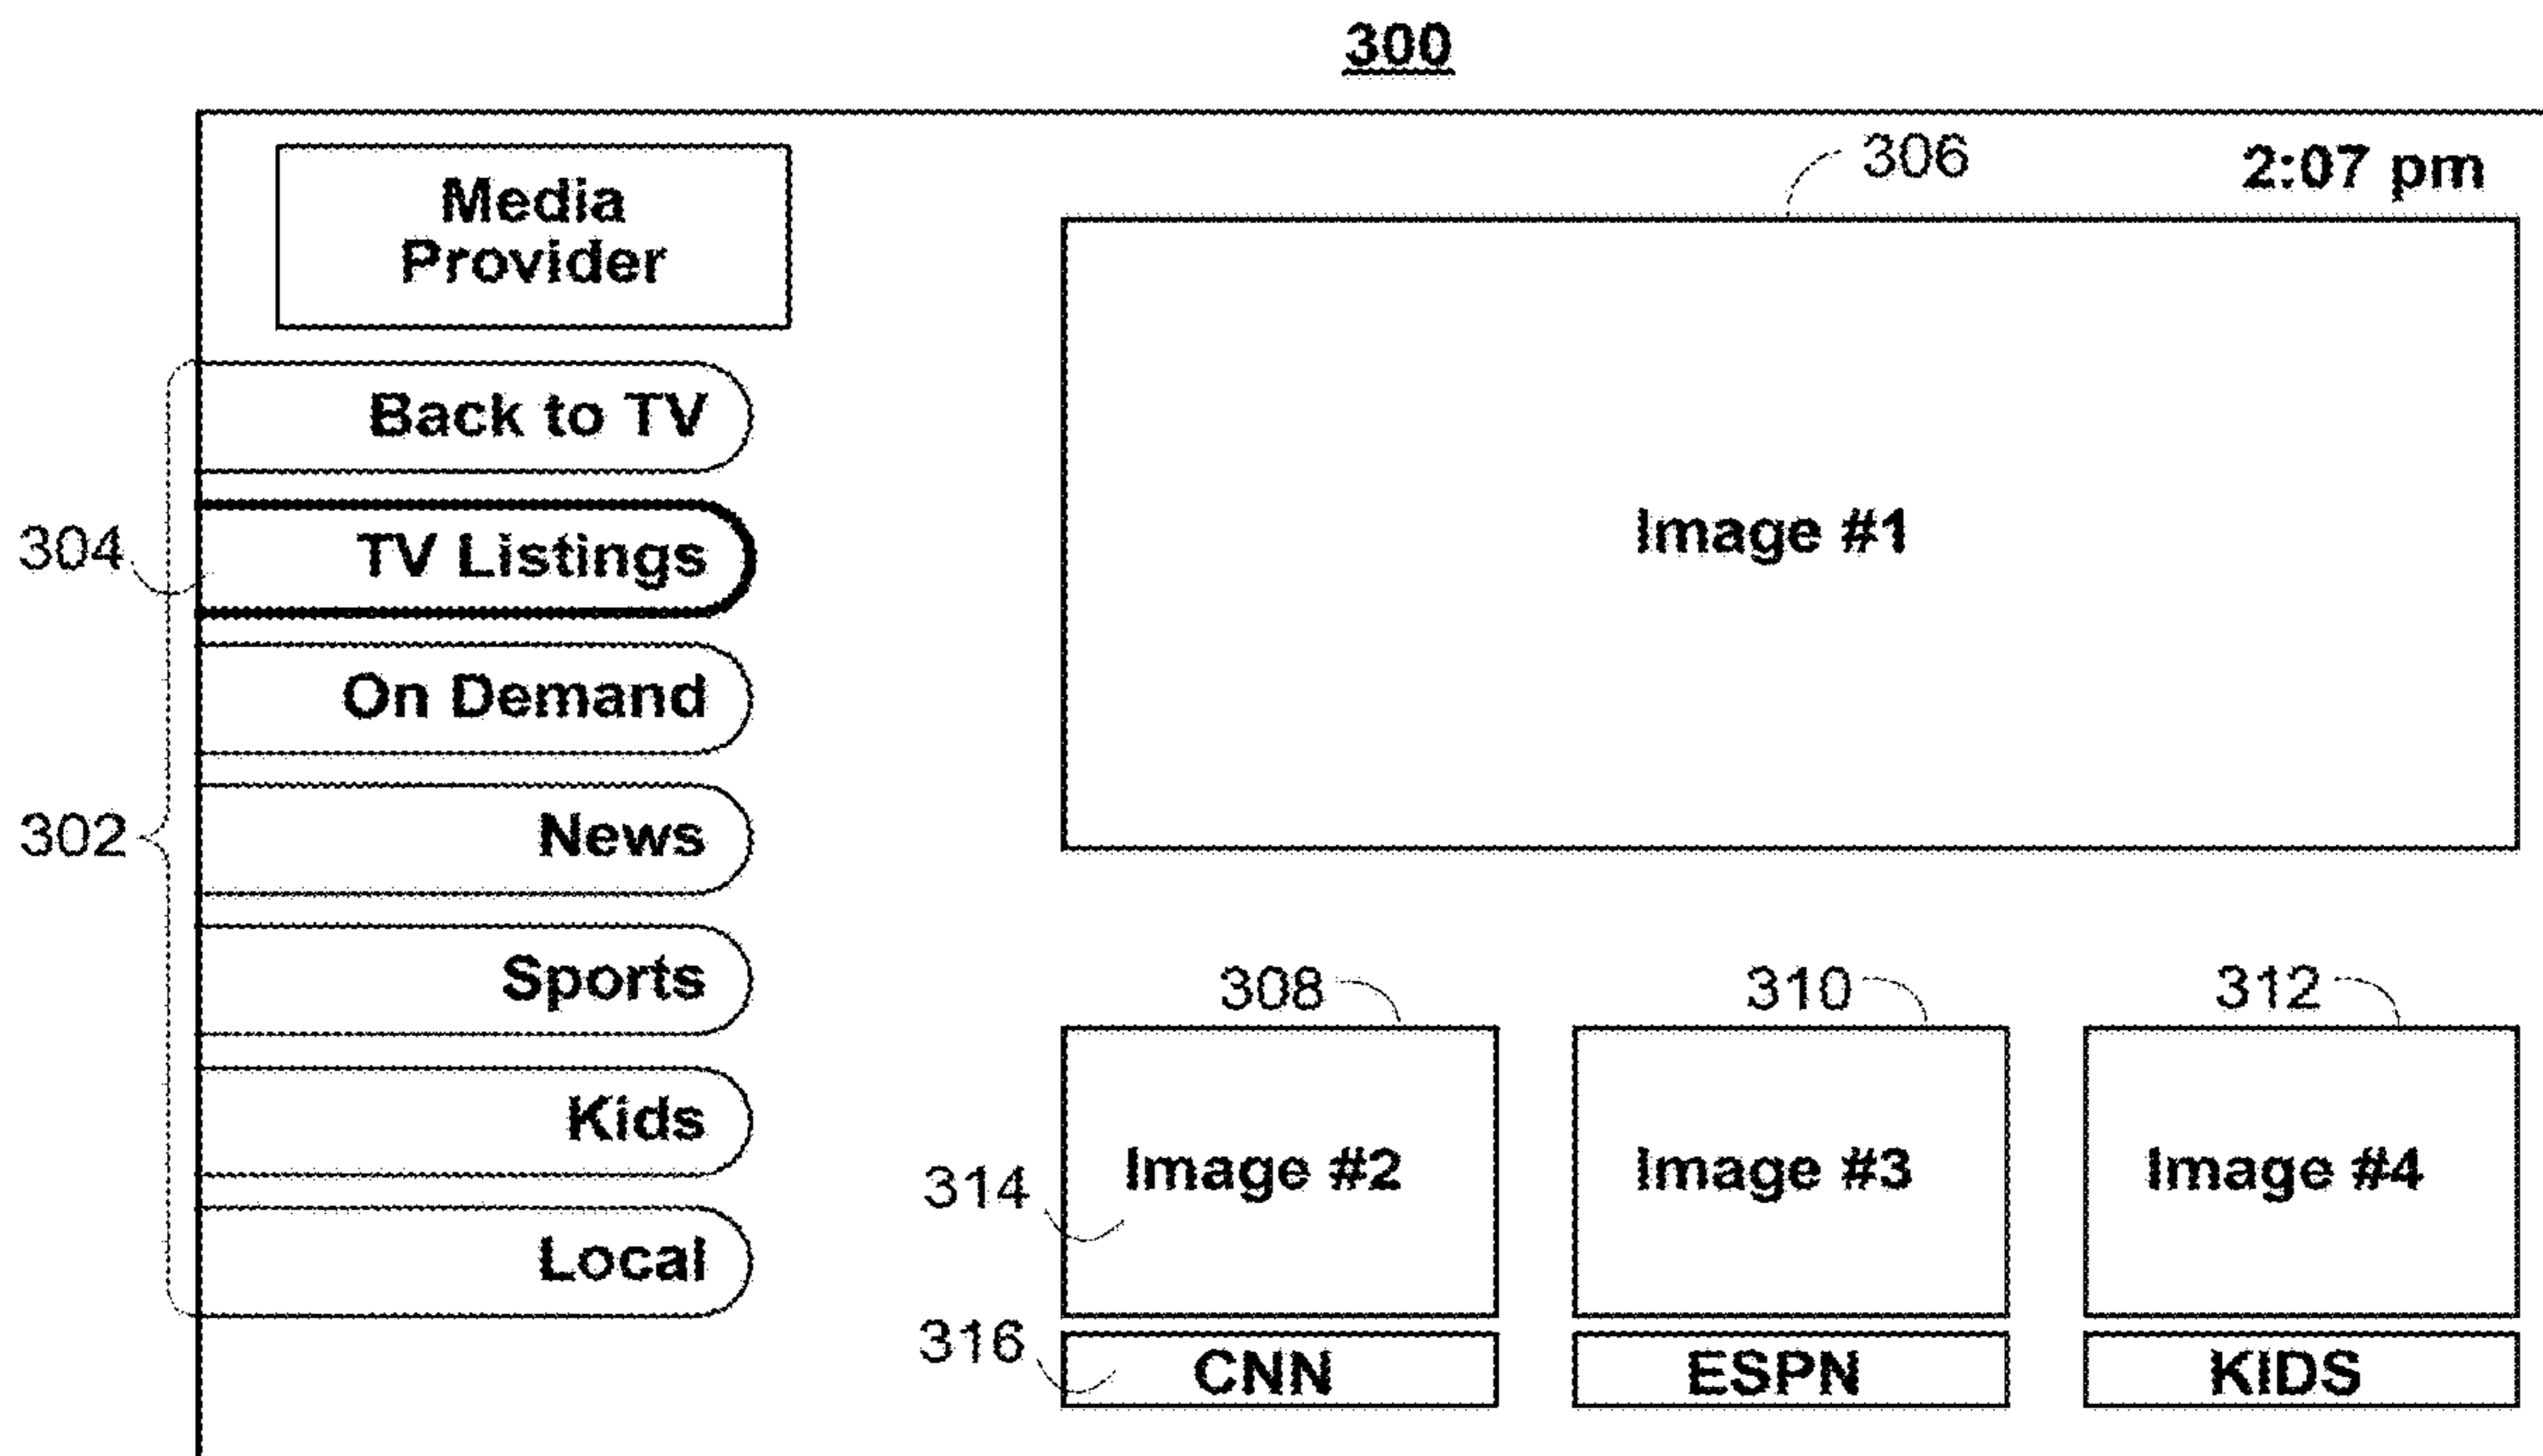 300
306
2:07 pm
Media
Provider
Back to TV
304
TV Listings
Image #1
On Demand
302
News
Sports
308
310
312
Kids
314
Image #2
Image #3
Image #4
Local
316
CNN
ESPN
KIDS